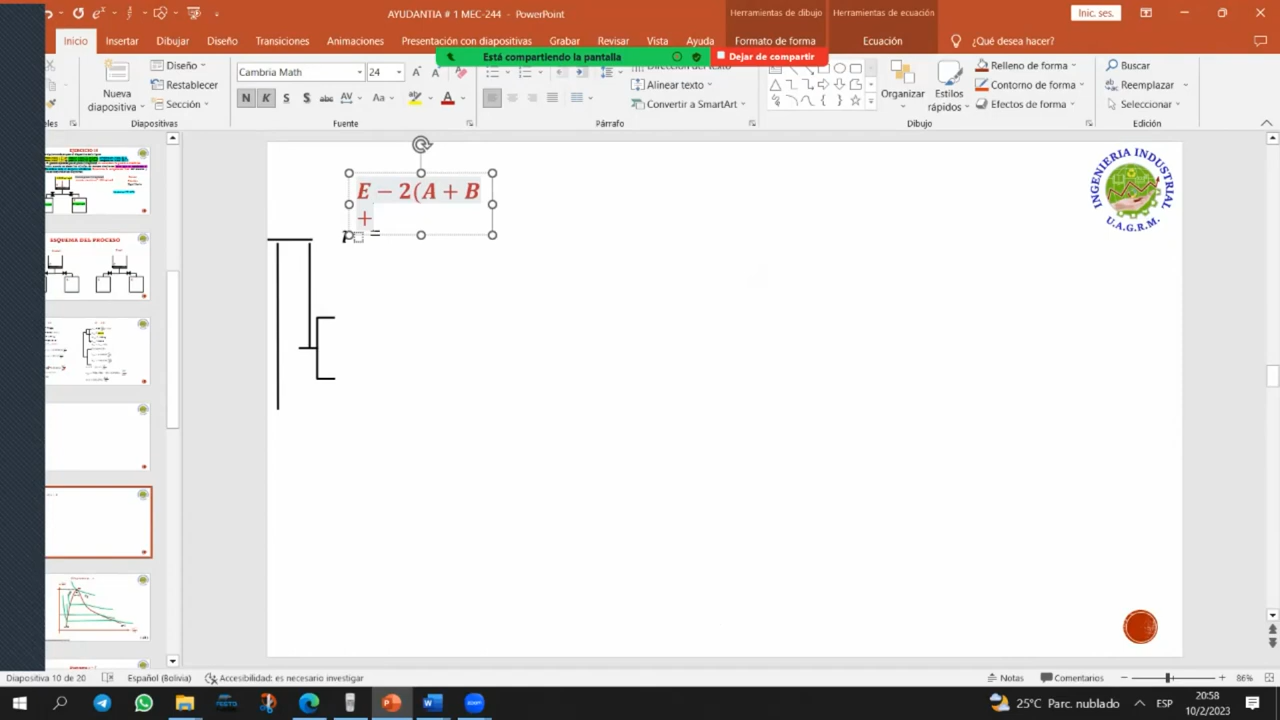 AYUDANTIA # 1 MEC-244 - PowerPoint
Herramientas de dibujo
Herramientas de ecuación
Inic. ses.
Inicio
Insertar
Dibujar
Diseño
Transiciones
Animaciones
Presentación con diapositivas
Grabar
Revisar
Vista
Ayuda
Formato de forma
Ecuación
¿Qué desea hacer?
Está compartiendo la pantalla
Dejar de compartir
Nueva diapositiva
Diseño
Restablecer
Sección
Diapositivas
Cambria Math
24
N K S S abc AV Aa A
Fuente
Alinear texto
Convertir a SmartArt
Párrafo
Organizar
Estilos rápidos
Relleno de forma
Contorno de forma
Efectos de forma
Dibujo
Buscar
Reemplazar
Seleccionar
Edición
ESQUEMA DEL PROCESO
E − 2(A + B
+
=
INGENIERIA INDUSTRIAL
U.A.G.R.M.
Diapositiva 10 de 20
Español (Bolivia)
Accesibilidad: es necesario investigar
Notas
Comentarios
86%
25°C Parc. nublado
ESP
20:58
10/2/2023